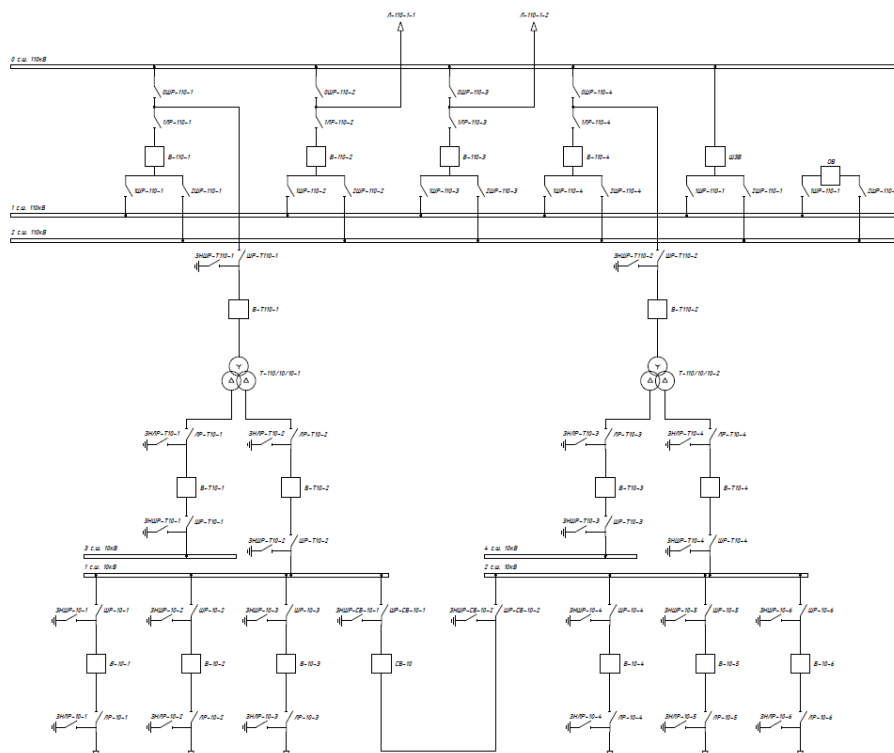 Л-110-1-1
Л-110-1-2
0 с.ш. 110кВ
0ШР-110-1
0ШР-110-2
0ШР-110-3
0ШР-110-4
1ЛР-110-1
1ЛР-110-2
1ЛР-110-3
1ЛР-110-4
В-110-1
В-110-2
В-110-3
В-110-4
ШЗВ
ОВ
1ШР-110-1
2ШР-110-1
1ШР-110-2
2ШР-110-2
1ШР-110-3
2ШР-110-3
1ШР-110-4
2ШР-110-4
1ШР-110-1
2ШР-110-1
1ШР-110-1
2ШР-110-
1 с.ш. 110кВ
2 с.ш. 110кВ
ЗНШР-Т110-1
ШР-Т110-1
ЗНШР-Т110-2
ШР-Т110-2
В-Т110-1
В-Т110-2
Т-110/10/10-1
Т-110/10/10-2
ЗНЛР-Т10-1
ЛР-Т10-1
ЗНЛР-Т10-2
ЛР-Т10-2
ЗНЛР-Т10-3
ЛР-Т10-3
ЗНЛР-Т10-4
ЛР-Т10-4
В-Т10-1
В-Т10-2
В-Т10-3
В-Т10-4
ЗНШР-Т10-1
ШР-Т10-1
ЗНШР-Т10-2
ШР-Т10-2
ЗНШР-Т10-3
ШР-Т10-3
ЗНШР-Т10-4
ШР-Т10-4
3 с.ш. 10кВ
4 с.ш. 10кВ
1 с.ш. 10кВ
2 с.ш. 10кВ
ЗНШР-10-1
ШР-10-1
ЗНШР-10-2
ШР-10-2
ЗНШР-10-3
ШР-10-3
ЗНШР-СВ-10-1
ШР-СВ-10-1
ЗНШР-СВ-10-2
ШР-СВ-10-2
ЗНШР-10-4
ШР-10-4
ЗНШР-10-5
ШР-10-5
ЗНШР-10-6
ШР-10-6
В-10-1
В-10-2
В-10-3
СВ-10
В-10-4
В-10-5
В-10-6
ЗНЛР-10-1
ЛР-10-1
ЗНЛР-10-2
ЛР-10-2
ЗНЛР-10-3
ЛР-10-3
ЗНЛР-10-4
ЛР-10-4
ЗНЛР-10-5
ЛР-10-5
ЗНЛР-10-6
ЛР-10-6